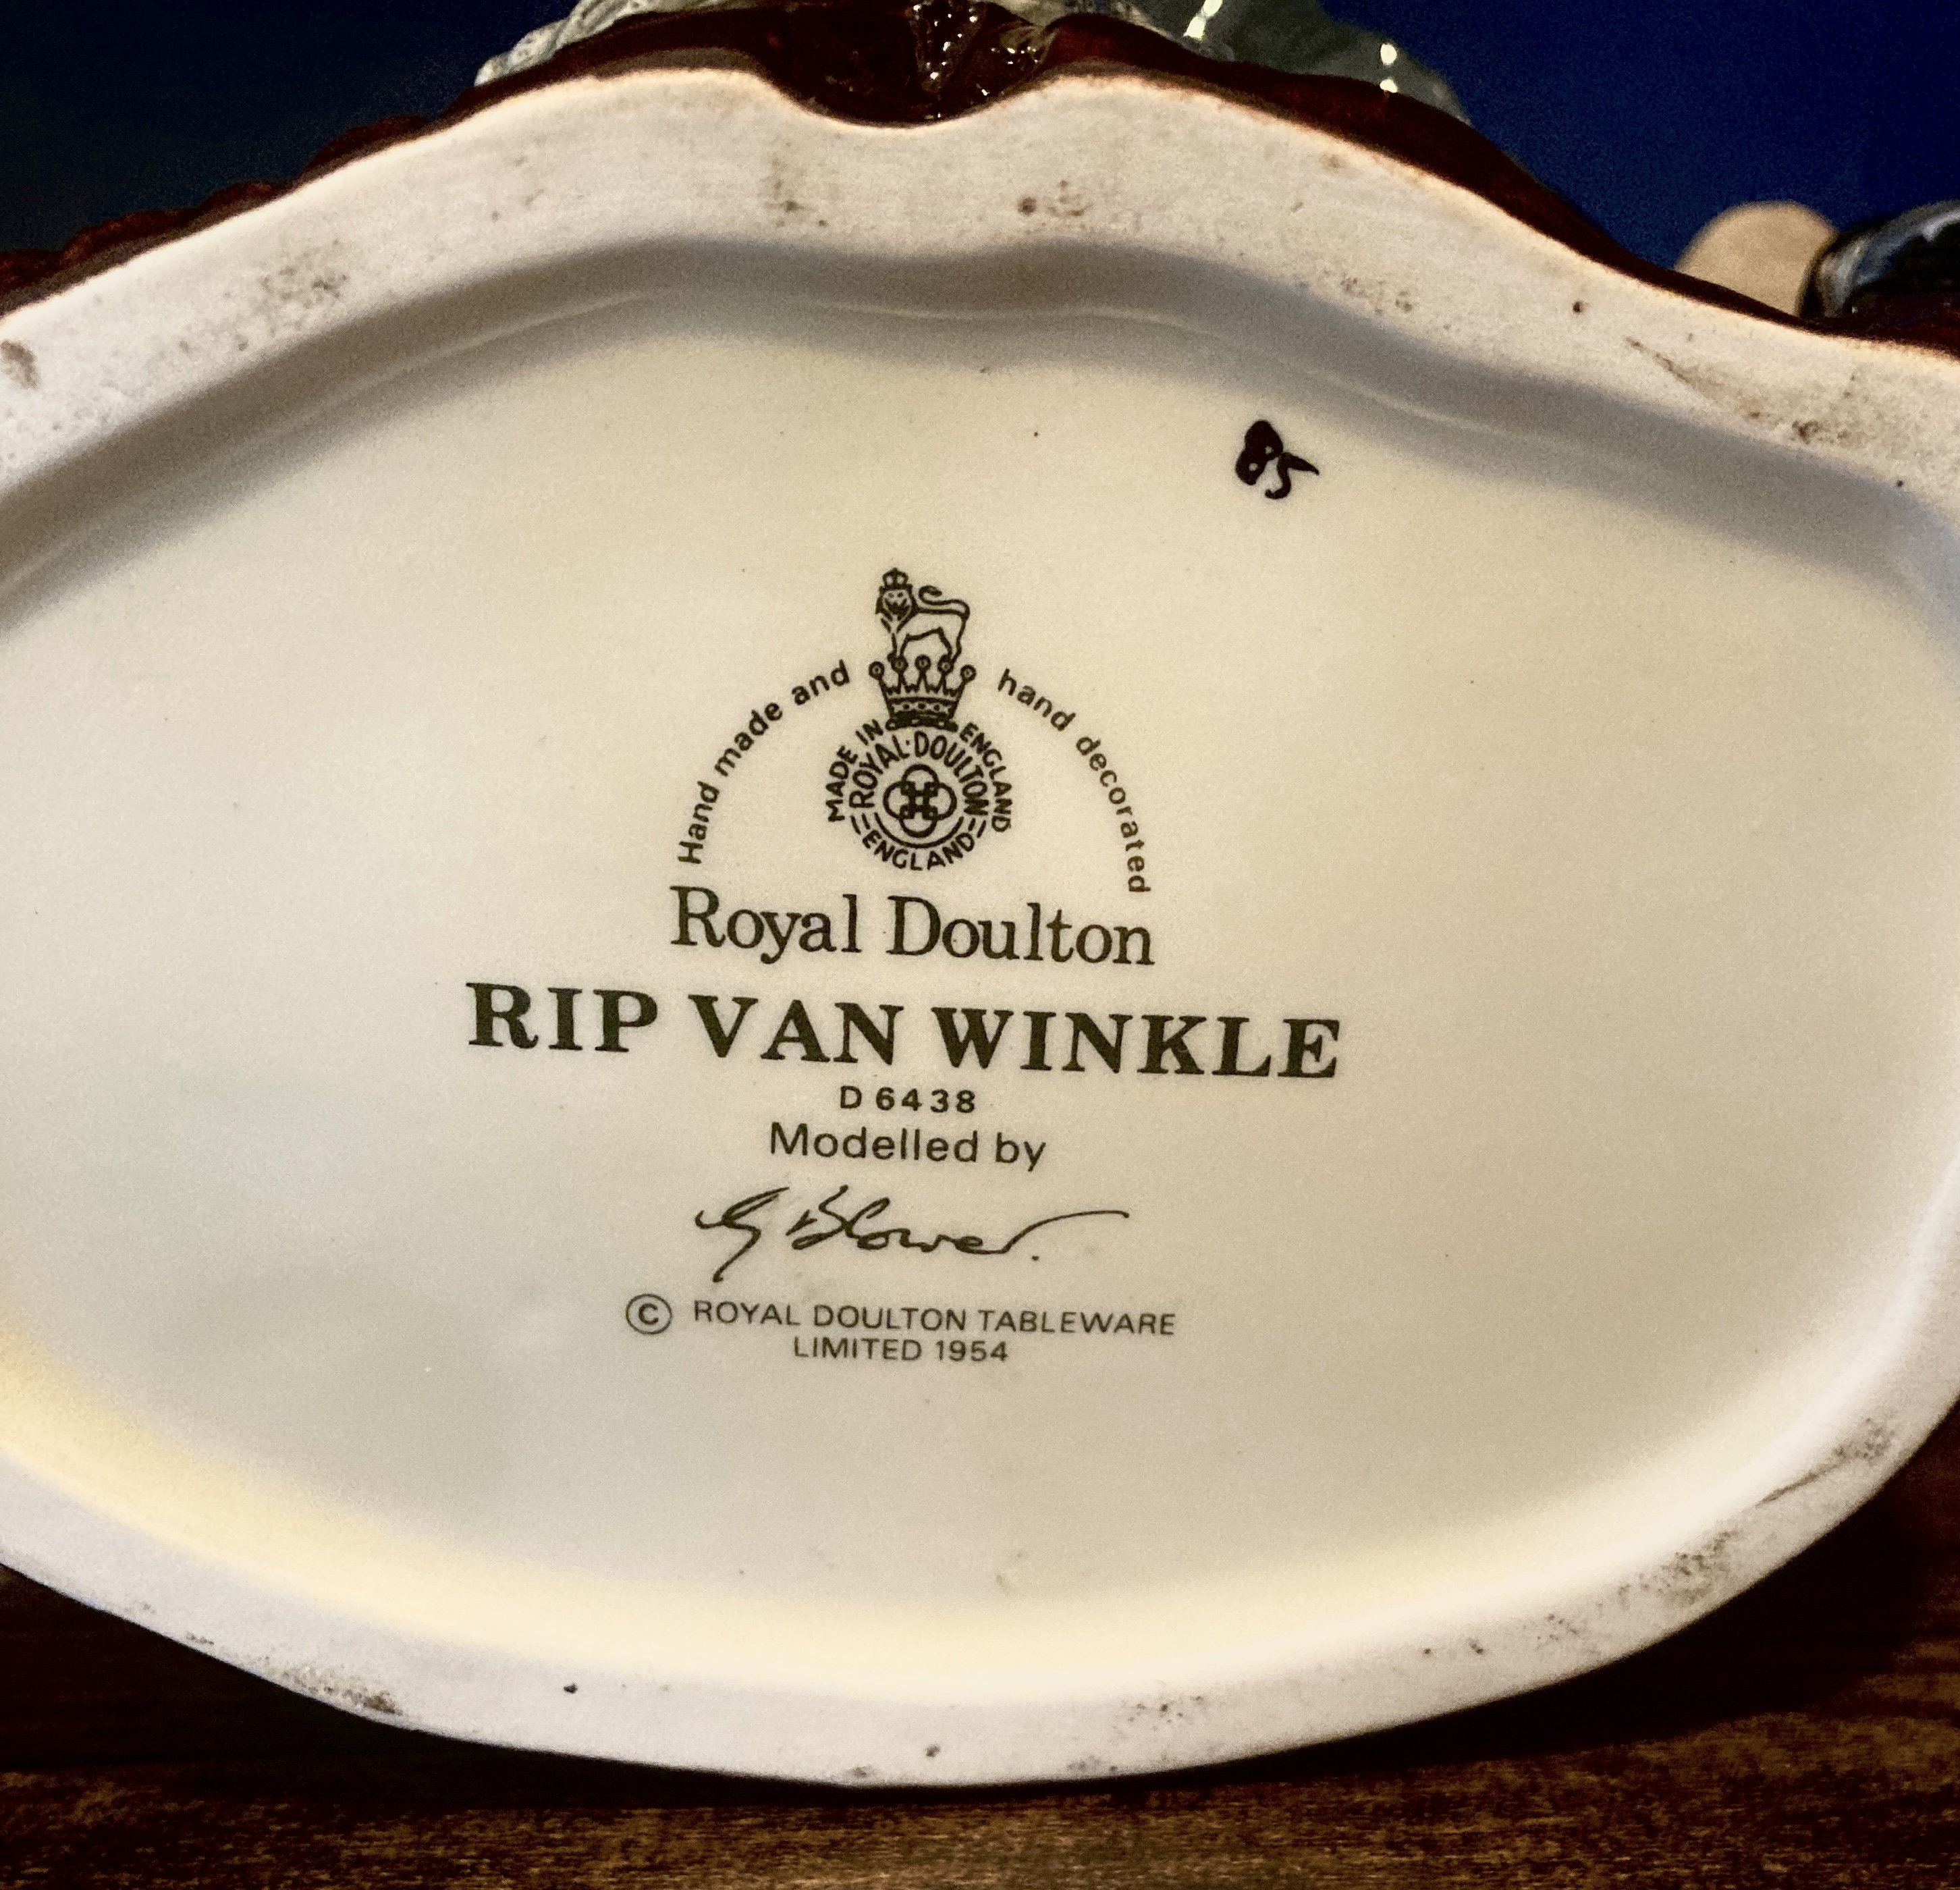 85
Hand made and hand decorated
MADE IN ENGLAND
ROYAL·DOULTON
ENGLAND
Royal Doulton
RIP VAN WINKLE
D 6438
Modelled by
G Blower.
© ROYAL DOULTON TABLEWARE
LIMITED 1954